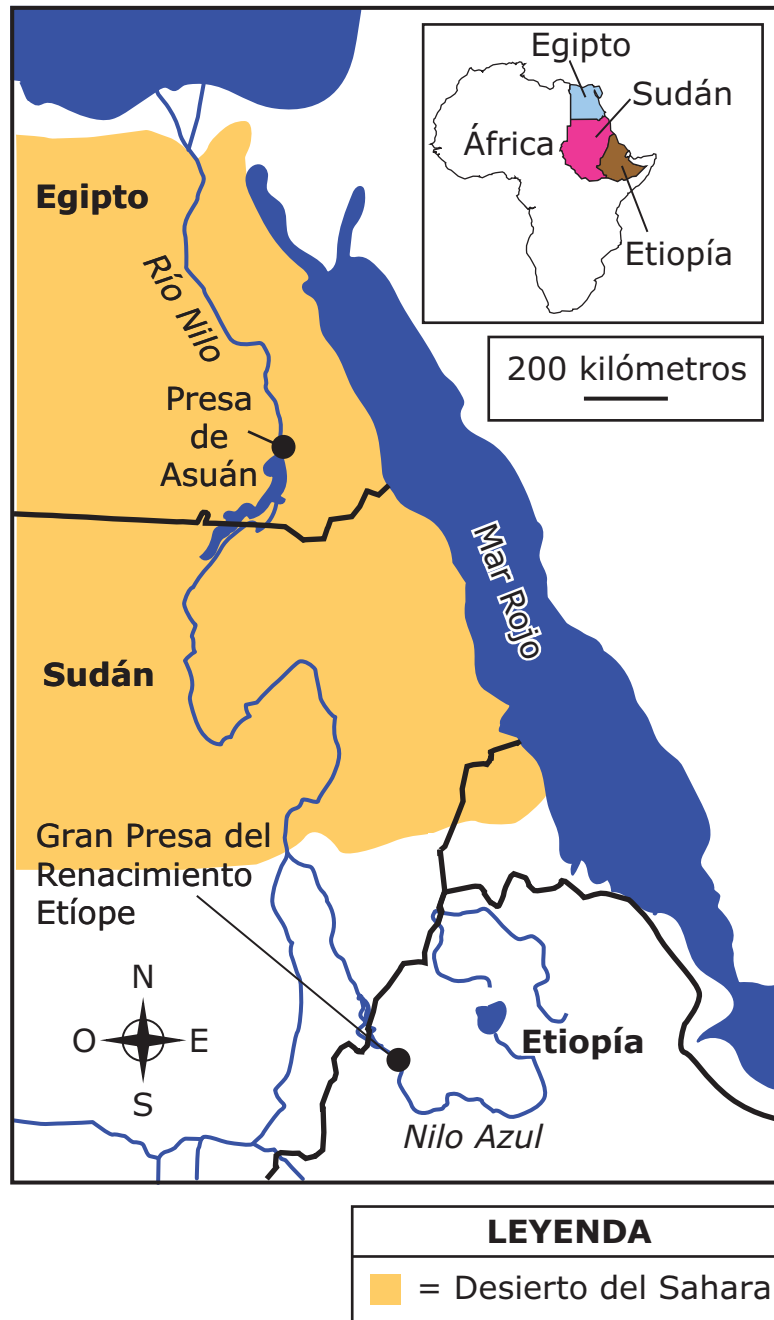 Egipto
Sudán
África
Etiopía
200 kilómetros
Egipto
Río Nilo
Presa
de
Asuán
Mar Rojo
Sudán
Gran Presa del
Renacimiento
Etíope
N
O
E
S
Etiopía
Nilo Azul
LEYENDA
= Desierto del Sahara